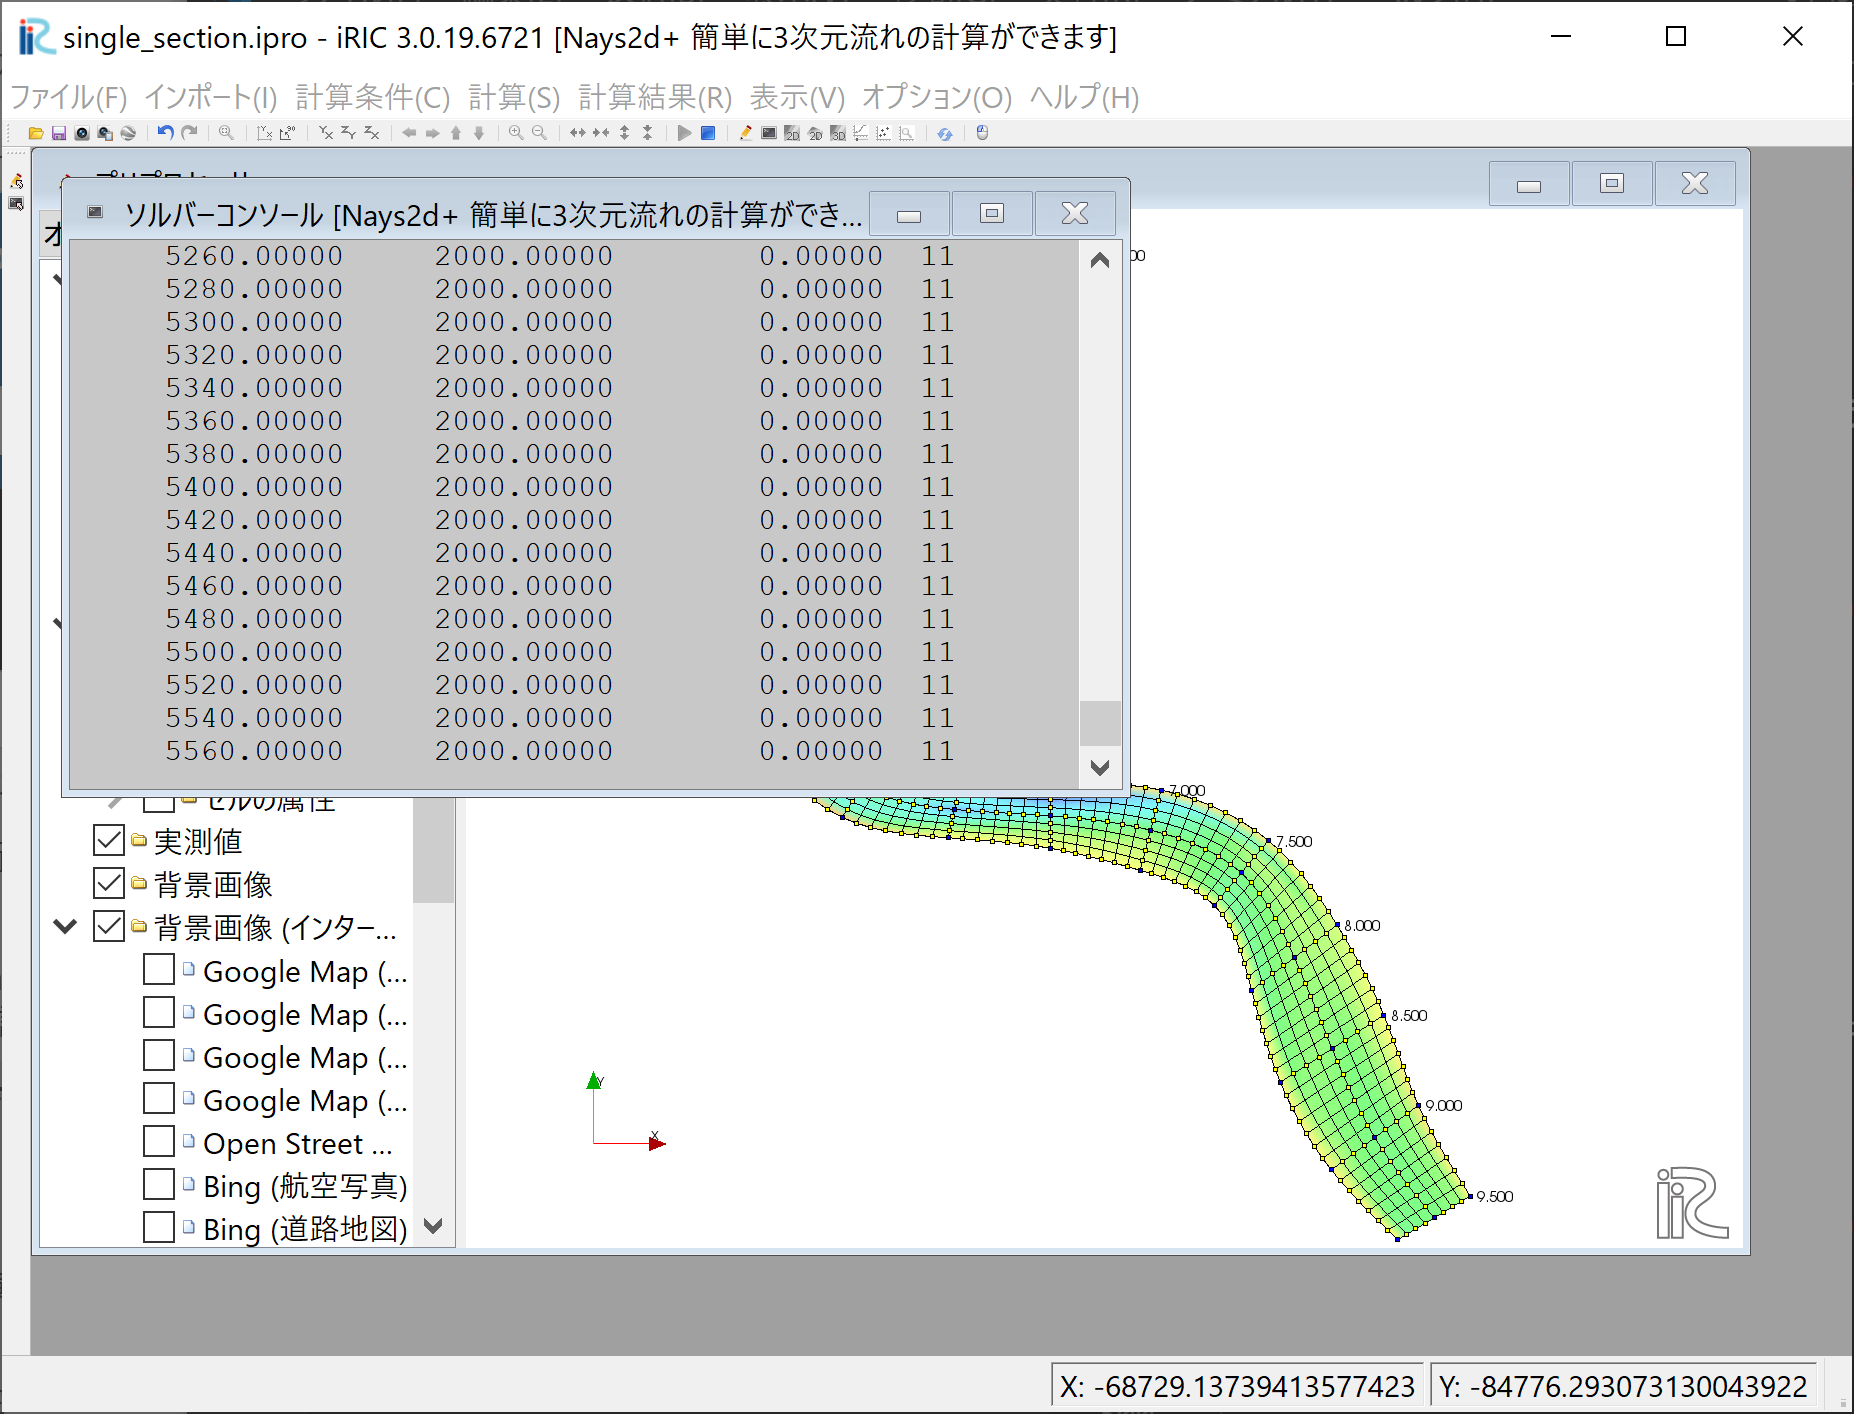 single_section.ipro - iRIC 3.0.19.6721 [Nays2d+ 簡単に3次元流れの計算ができます]
ファイル(F) インポート(I) 計算条件(C) 計算(S) 計算結果(R) 表示(V) オプション(O) ヘルプ(H)
ソルバーコンソール [Nays2d+ 簡単に3次元流れの計算ができ...
5260.00000 2000.00000 0.00000 11
5280.00000 2000.00000 0.00000 11
5300.00000 2000.00000 0.00000 11
5320.00000 2000.00000 0.00000 11
5340.00000 2000.00000 0.00000 11
5360.00000 2000.00000 0.00000 11
5380.00000 2000.00000 0.00000 11
5400.00000 2000.00000 0.00000 11
5420.00000 2000.00000 0.00000 11
5440.00000 2000.00000 0.00000 11
5460.00000 2000.00000 0.00000 11
5480.00000 2000.00000 0.00000 11
5500.00000 2000.00000 0.00000 11
5520.00000 2000.00000 0.00000 11
5540.00000 2000.00000 0.00000 11
5560.00000 2000.00000 0.00000 11
セルの属性
実測値
背景画像
背景画像 (インター...
Google Map (...
Google Map (...
Google Map (...
Google Map (...
Open Street ...
Bing (航空写真)
Bing (道路地図)
7.000
7.500
8.000
8.500
9.000
9.500
Y
X
iRIC
X: -68729.13739413577423
Y: -84776.293073130043922